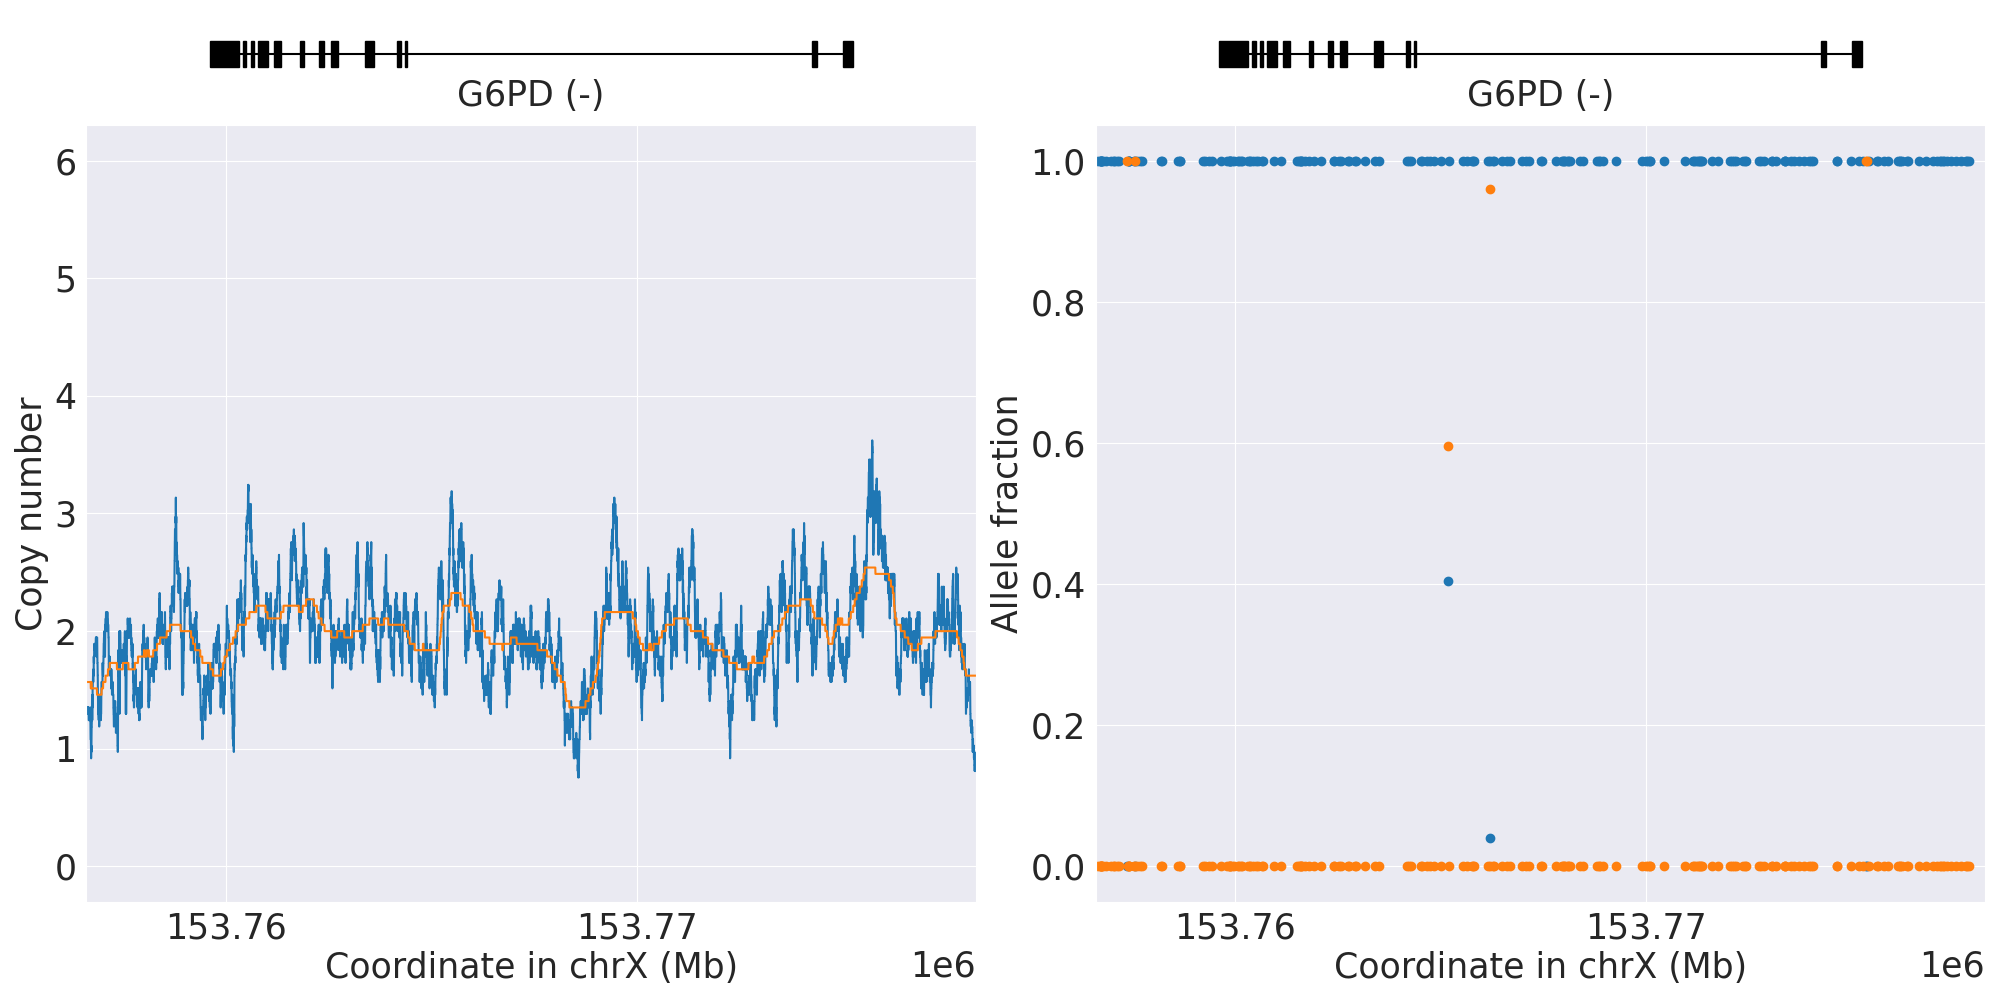 G6PD (-)
6
5
4
3
2
1
0
Copy number
153.76
153.77
Coordinate in chrX (Mb)
1e6
G6PD (-)
1.0
0.8
0.6
0.4
0.2
0.0
Allele fraction
153.76
153.77
Coordinate in chrX (Mb)
1e6